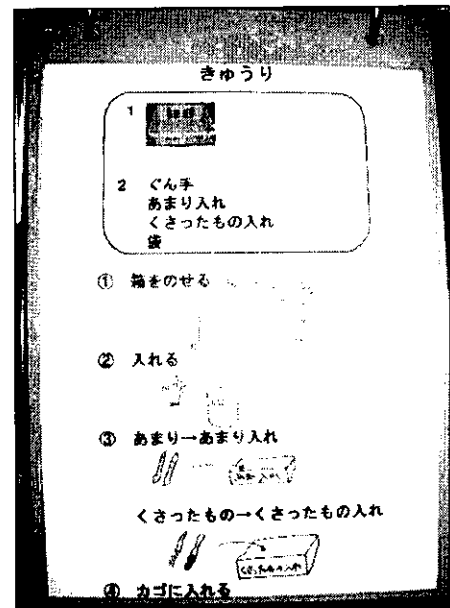 きゅうり
1
2 ぐん手
あまり入れ
くさったもの入れ
袋
① 箱をのせる
② 入れる
③ あまり→あまり入れ
くさったもの→くさったもの入れ
くさったもの入れ
④ カゴに入れる